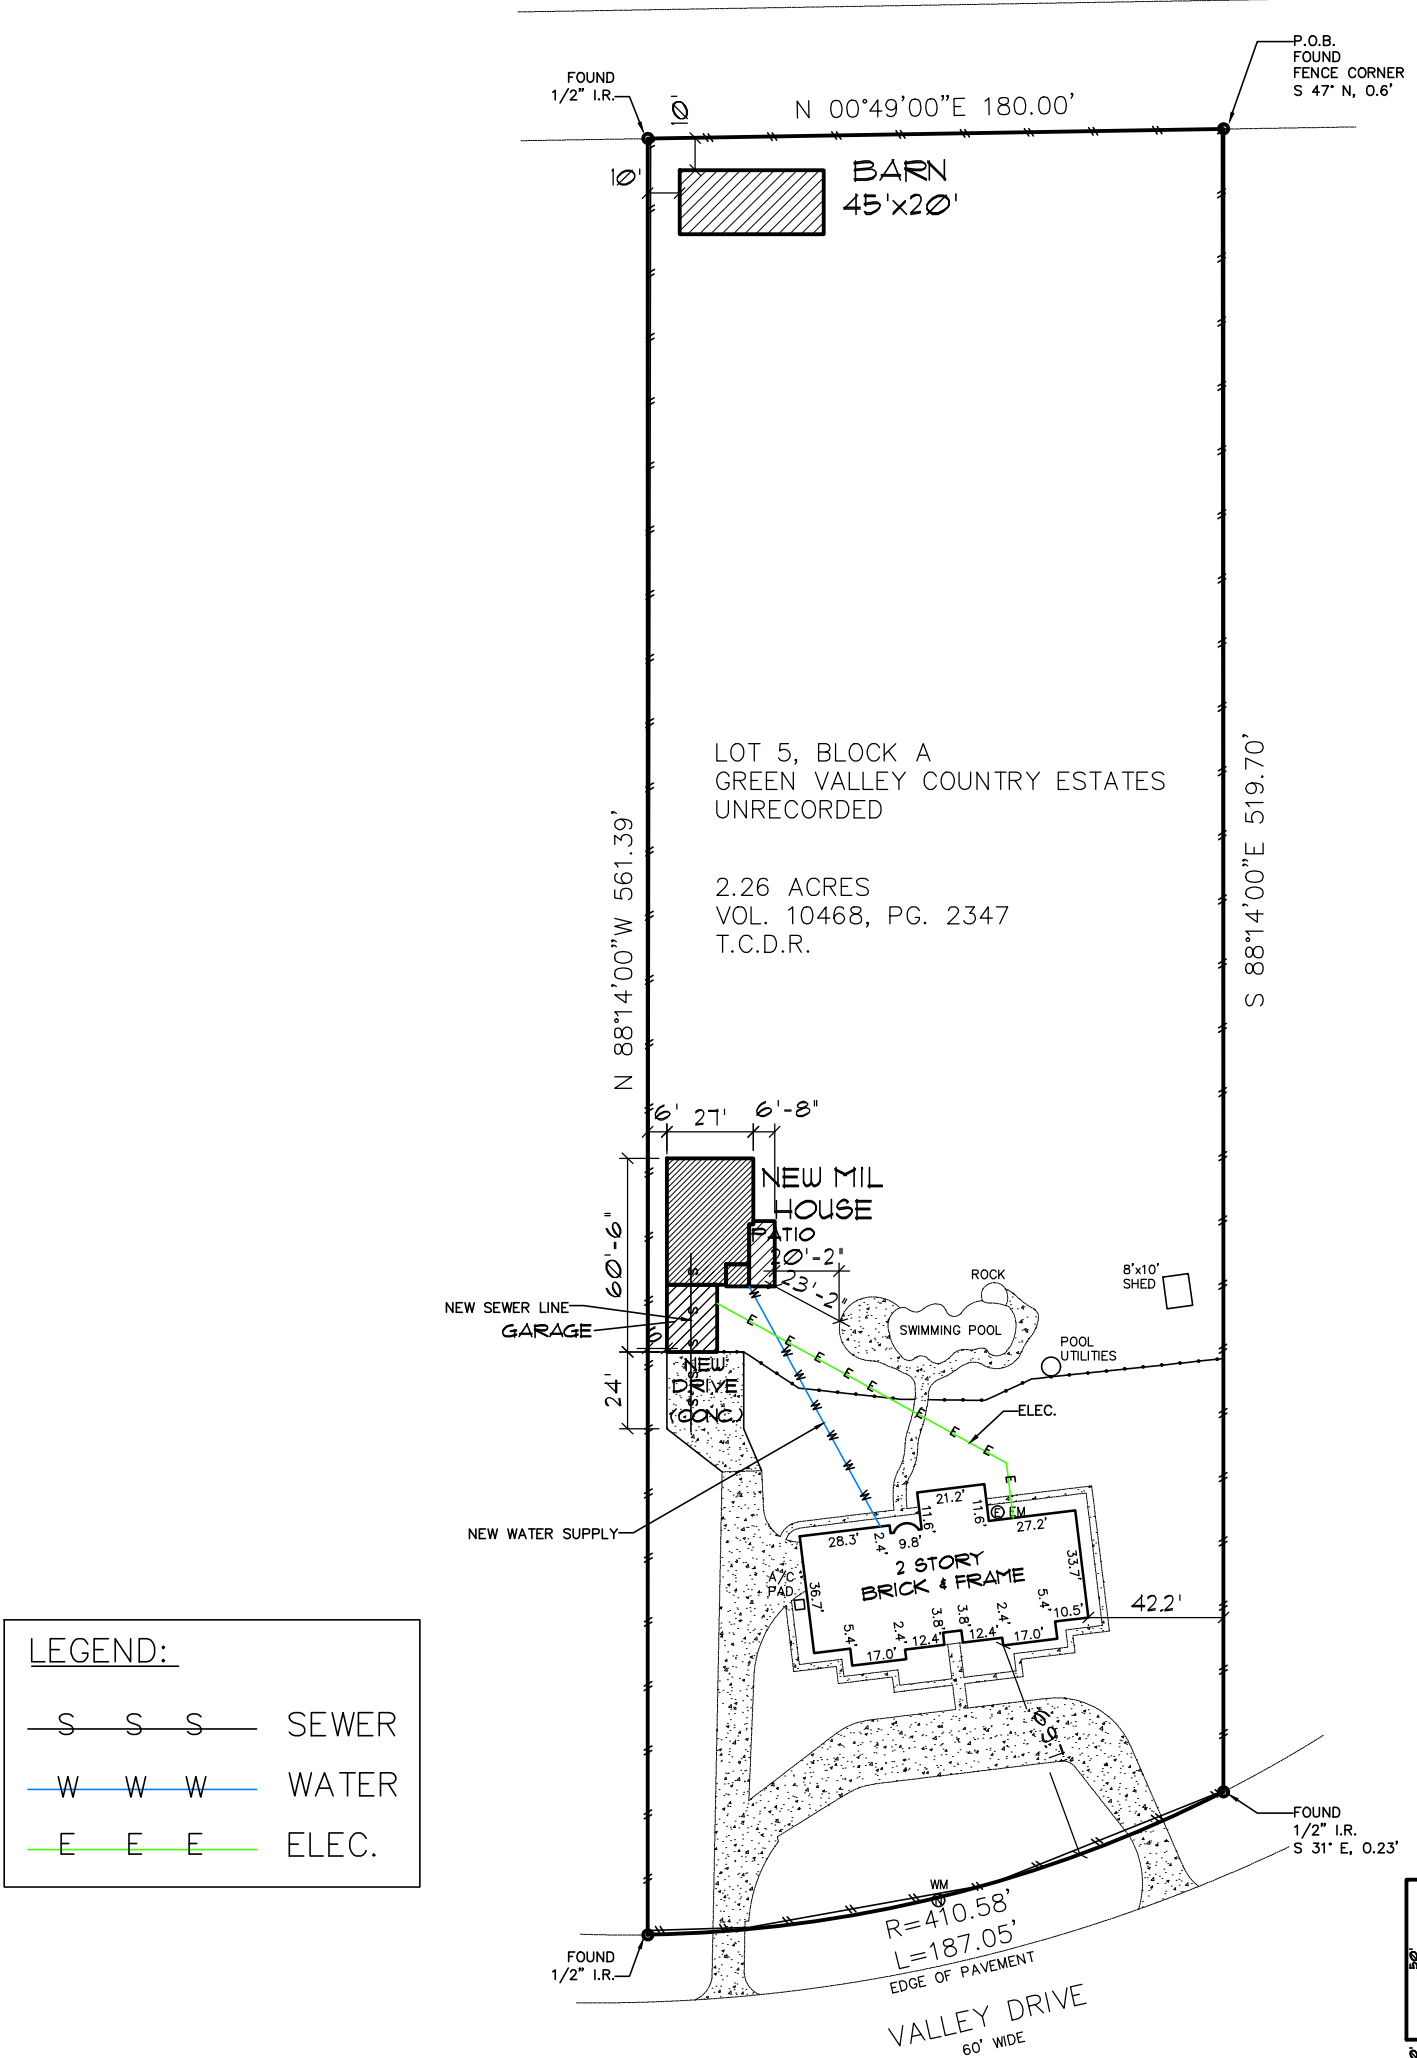 P.O.B.
FOUND
FENCE CORNER
S 47° N, 0.6'
FOUND
1/2" I.R.
10'
N 00°49'00"E 180.00'
10'
BARN
45'x20'
LOT 5, BLOCK A
GREEN VALLEY COUNTRY ESTATES
UNRECORDED
2.26 ACRES
VOL. 10468, PG. 2347
T.C.D.R.
N 88°14'00"W 561.39'
S 88°14'00"E 519.70'
6'
27'
6'-8"
NEW MIL
HOUSE
PATIO
60'-6"
20'-2"
23'-2"
8'x10'
SHED
ROCK
SWIMMING POOL
POOL
UTILITIES
NEW SEWER LINE
GARAGE
S
S
S
S
NEW
DRIVE
(CONC.)
24'
W
W
W
W
W
W
W
E
E
E
E
E
E
E
E
E
ELEC.
NEW WATER SUPPLY
21.2'
11.6'
11.6'
E
EM
27.2'
28.3'
2.4'
9.8'
2 STORY
BRICK & FRAME
33.7'
A/C
PAD
36.7'
5.4'
17.0'
2.4'
12.4'
3.8'
3.8'
12.4'
2.4'
17.0'
5.4'
10.5'
42.2'
69.7'
LEGEND:
S S S SEWER
W W W WATER
E E E ELEC.
FOUND
1/2" I.R.
S 31° E, 0.23'
WM
R=410.58'
L=187.05'
EDGE OF PAVEMENT
FOUND
1/2" I.R.
VALLEY DRIVE
60' WIDE
50'